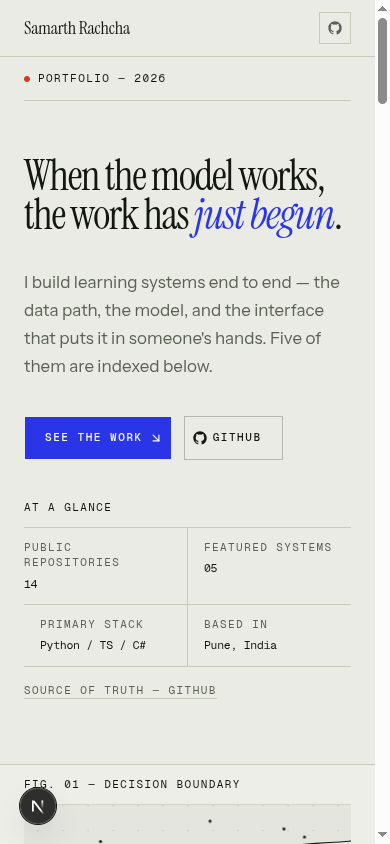 Samarth Rachcha
PORTFOLIO — 2026
When the model works,
the work has just begun.
I build learning systems end to end — the
data path, the model, and the interface
that puts it in someone's hands. Five of
them are indexed below.
SEE THE WORK
GITHUB
AT A GLANCE
PUBLIC
REPOSITORIES
14
FEATURED SYSTEMS
05
PRIMARY STACK
Python / TS / C#
BASED IN
Pune, India
SOURCE OF TRUTH — GITHUB
FIG. 01 — DECISION BOUNDARY
N